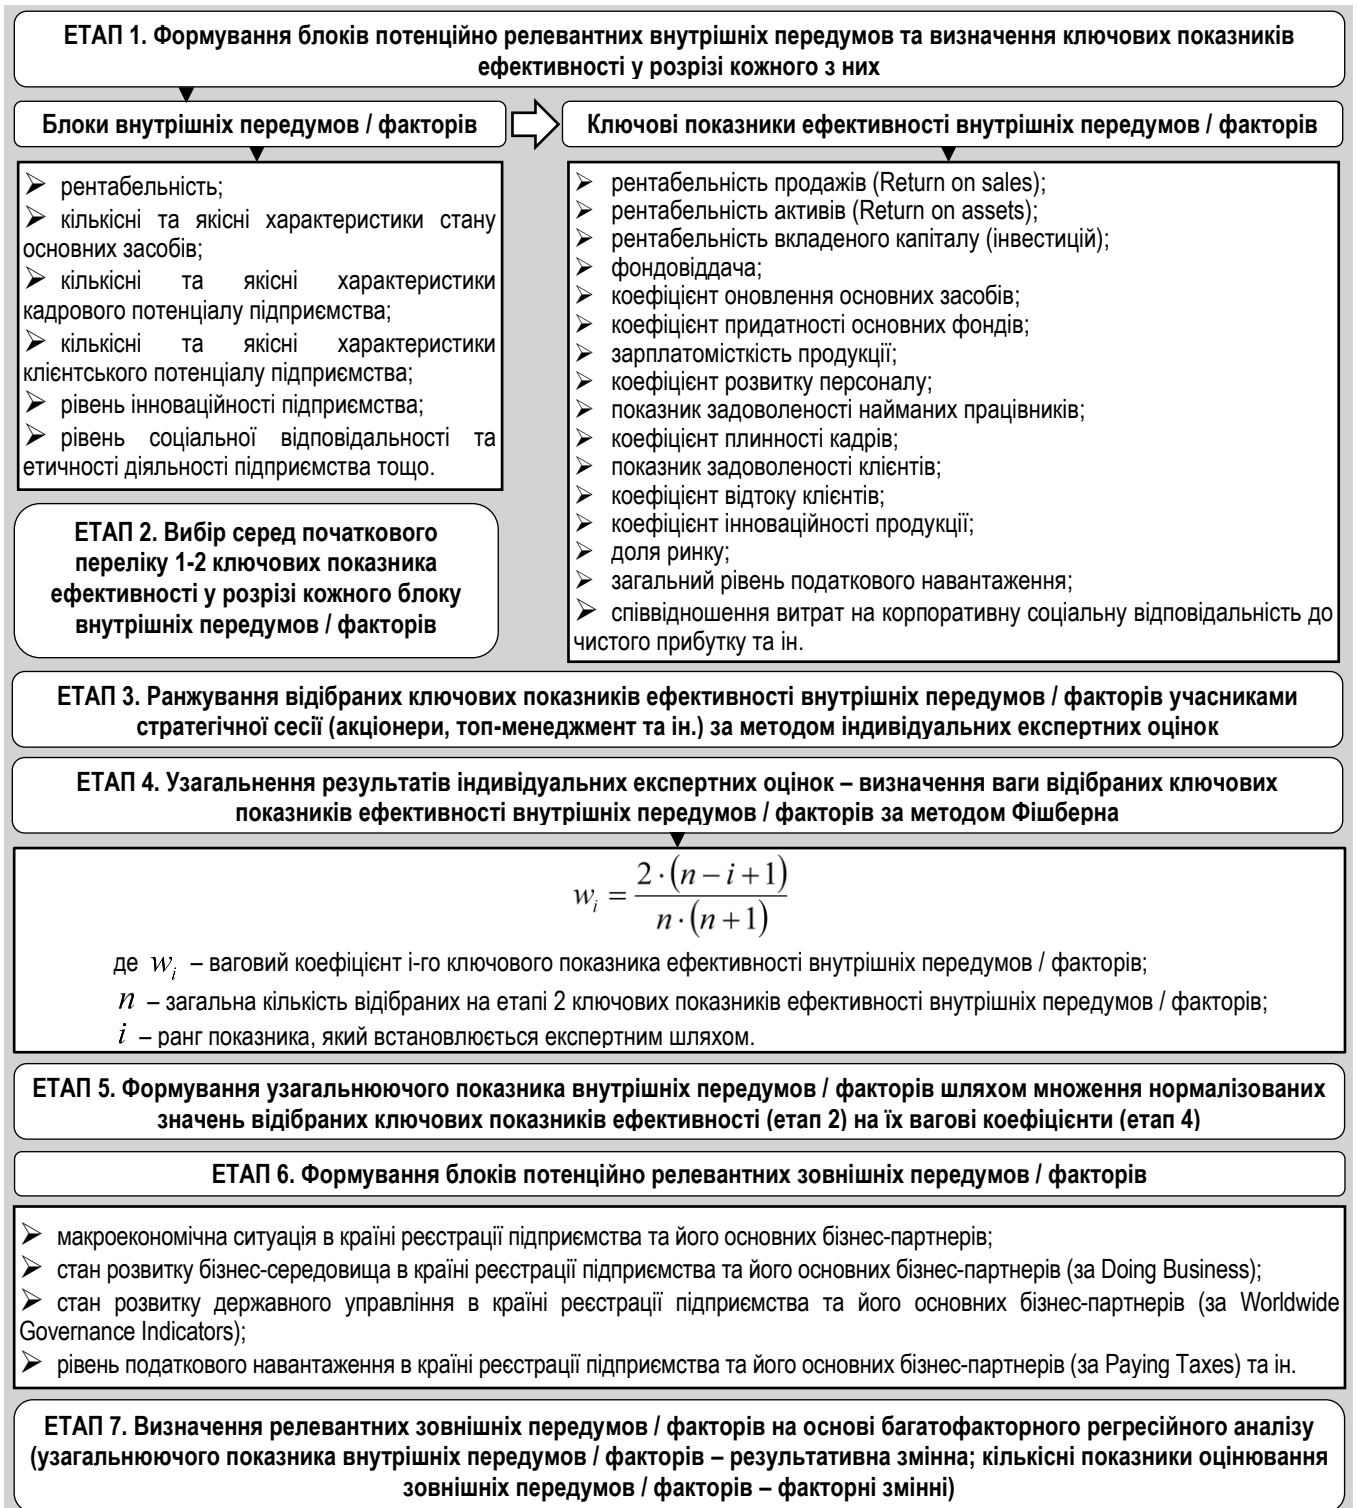 ЕТАП 1. Формування блоків потенційно релевантних внутрішніх передумов та визначення ключових показників
ефективності у розрізі кожного з них
Блоки внутрішніх передумов / факторів
➢ рентабельність;
➢ кількісні та якісні характеристики стану
основних засобів;
➢ кількісні та якісні характеристики
кадрового потенціалу підприємства;
➢ кількісні та якісні характеристики
клієнтського потенціалу підприємства;
➢ рівень інноваційності підприємства;
➢ рівень соціальної відповідальності та
етичності діяльності підприємства тощо.
Ключові показники ефективності внутрішніх передумов / факторів
➢ рентабельність продажів (Return on sales);
➢ рентабельність активів (Return on assets);
➢ рентабельність вкладеного капіталу (інвестицій);
➢ фондовіддача;
➢ коефіцієнт оновлення основних засобів;
➢ коефіцієнт придатності основних фондів;
➢ зарплатомісткість продукції;
➢ коефіцієнт розвитку персоналу;
➢ показник задоволеності найманих працівників;
➢ коефіцієнт плинності кадрів;
➢ показник задоволеності клієнтів;
➢ коефіцієнт відтоку клієнтів;
➢ коефіцієнт інноваційності продукції;
➢ доля ринку;
➢ загальний рівень податкового навантаження;
➢ співвідношення витрат на корпоративну соціальну відповідальність до
чистого прибутку та ін.
ЕТАП 2. Вибір серед початкового
переліку 1-2 ключових показника
ефективності у розрізі кожного блоку
внутрішніх передумов / факторів
ЕТАП 3. Ранжування відібраних ключових показників ефективності внутрішніх передумов / факторів учасниками
стратегічної сесії (акціонери, топ-менеджмент та ін.) за методом індивідуальних експертних оцінок
ЕТАП 4. Узагальнення результатів індивідуальних експертних оцінок – визначення ваги відібраних ключових
показників ефективності внутрішніх передумов / факторів за методом Фішберна
w_i = 2 · (n − i + 1) / n · (n + 1)
де w_i – ваговий коефіцієнт i-го ключового показника ефективності внутрішніх передумов / факторів;
n – загальна кількість відібраних на етапі 2 ключових показників ефективності внутрішніх передумов / факторів;
i – ранг показника, який встановлюється експертним шляхом.
ЕТАП 5. Формування узагальнюючого показника внутрішніх передумов / факторів шляхом множення нормалізованих
значень відібраних ключових показників ефективності (етап 2) на їх вагові коефіцієнти (етап 4)
ЕТАП 6. Формування блоків потенційно релевантних зовнішніх передумов / факторів
➢ макроекономічна ситуація в країні реєстрації підприємства та його основних бізнес-партнерів;
➢ стан розвитку бізнес-середовища в країні реєстрації підприємства та його основних бізнес-партнерів (за Doing Business);
➢ стан розвитку державного управління в країні реєстрації підприємства та його основних бізнес-партнерів (за Worldwide
Governance Indicators);
➢ рівень податкового навантаження в країні реєстрації підприємства та його основних бізнес-партнерів (за Paying Taxes) та ін.
ЕТАП 7. Визначення релевантних зовнішніх передумов / факторів на основі багатофакторного регресійного аналізу
(узагальнюючого показника внутрішніх передумов / факторів – результативна змінна; кількісні показники оцінювання
зовнішніх передумов / факторів – факторні змінні)